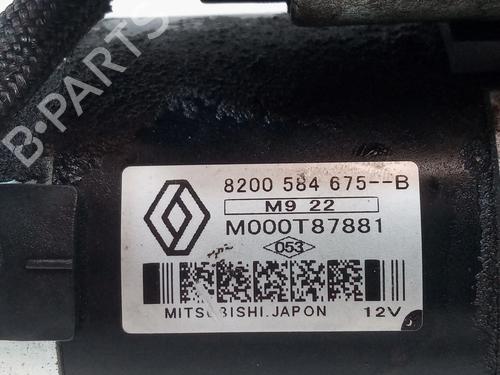 B-PARTS
8200 584 675--B
M9 22
M000T87881
053
MITSUBISHI.JAPON 12V